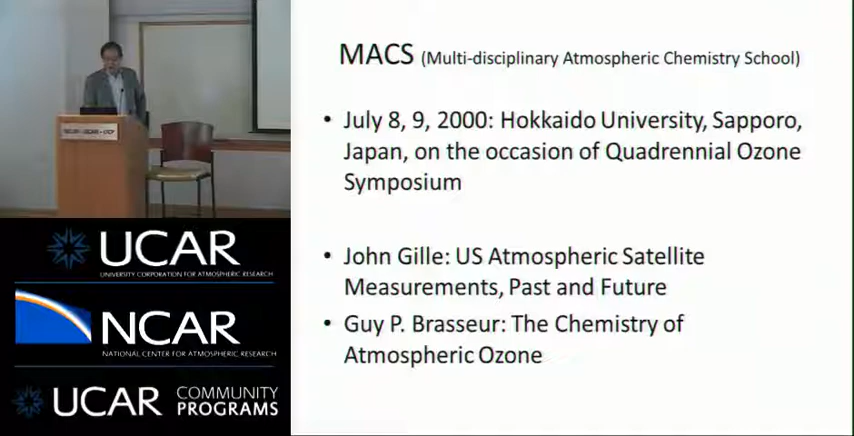 MACS (Multi-disciplinary Atmospheric Chemistry School)
• July 8, 9, 2000: Hokkaido University, Sapporo,
Japan, on the occasion of Quadrennial Ozone
Symposium
• John Gille: US Atmospheric Satellite
Measurements, Past and Future
• Guy P. Brasseur: The Chemistry of
Atmospheric Ozone
UCAR
UNIVERSITY CORPORATION FOR ATMOSPHERIC RESEARCH
NCAR
NATIONAL CENTER FOR ATMOSPHERIC RESEARCH
UCAR COMMUNITY
PROGRAMS